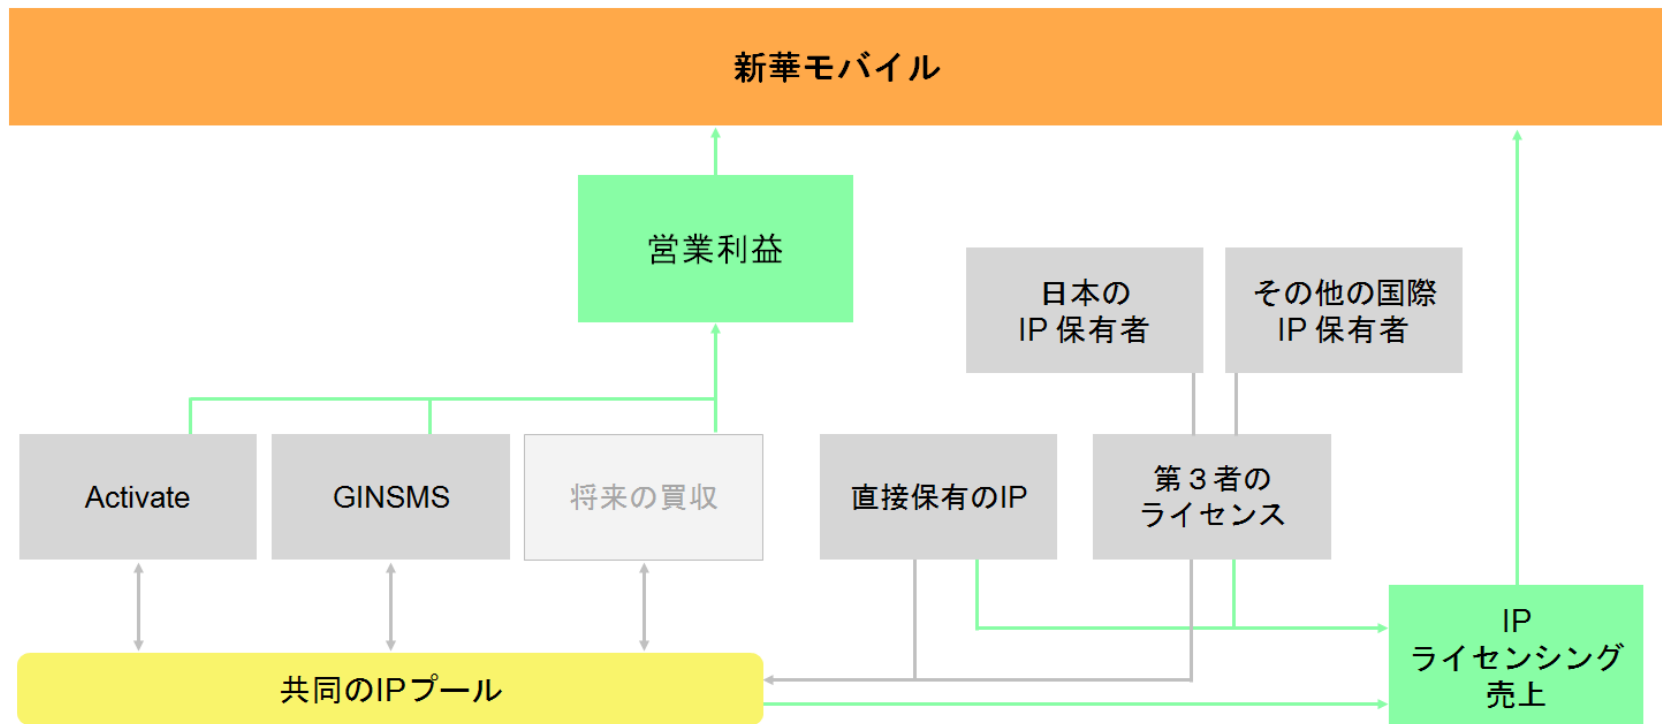 新華モバイル
営業利益
日本の
IP 保有者
その他の国際
IP 保有者
Activate
GINSMS
将来の買収
直接保有のIP
第３者の
ライセンス
IP
ライセンシング
売上
共同のIPプール